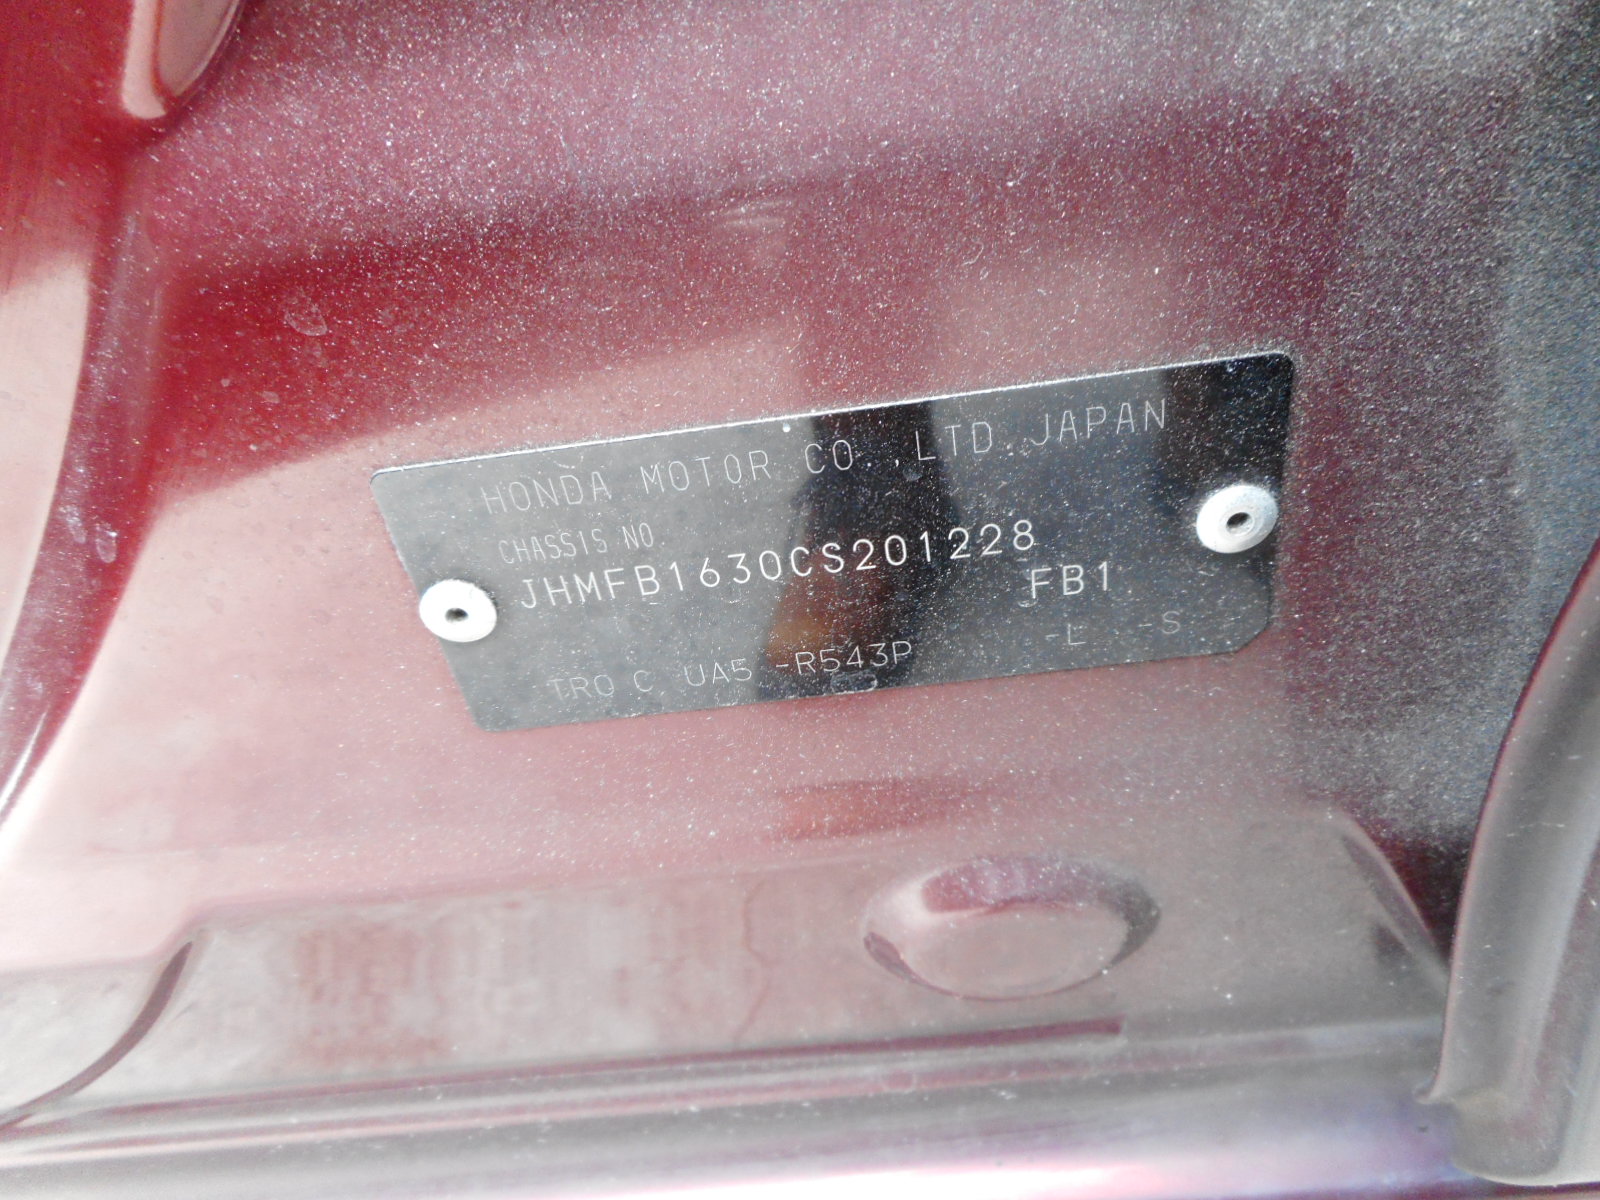 HONDA MOTOR CO.,LTD.JAPAN
CHASSIS NO.
JHMFB1630CS201228
FB1
-L -S
TRO C UA5 -R543P